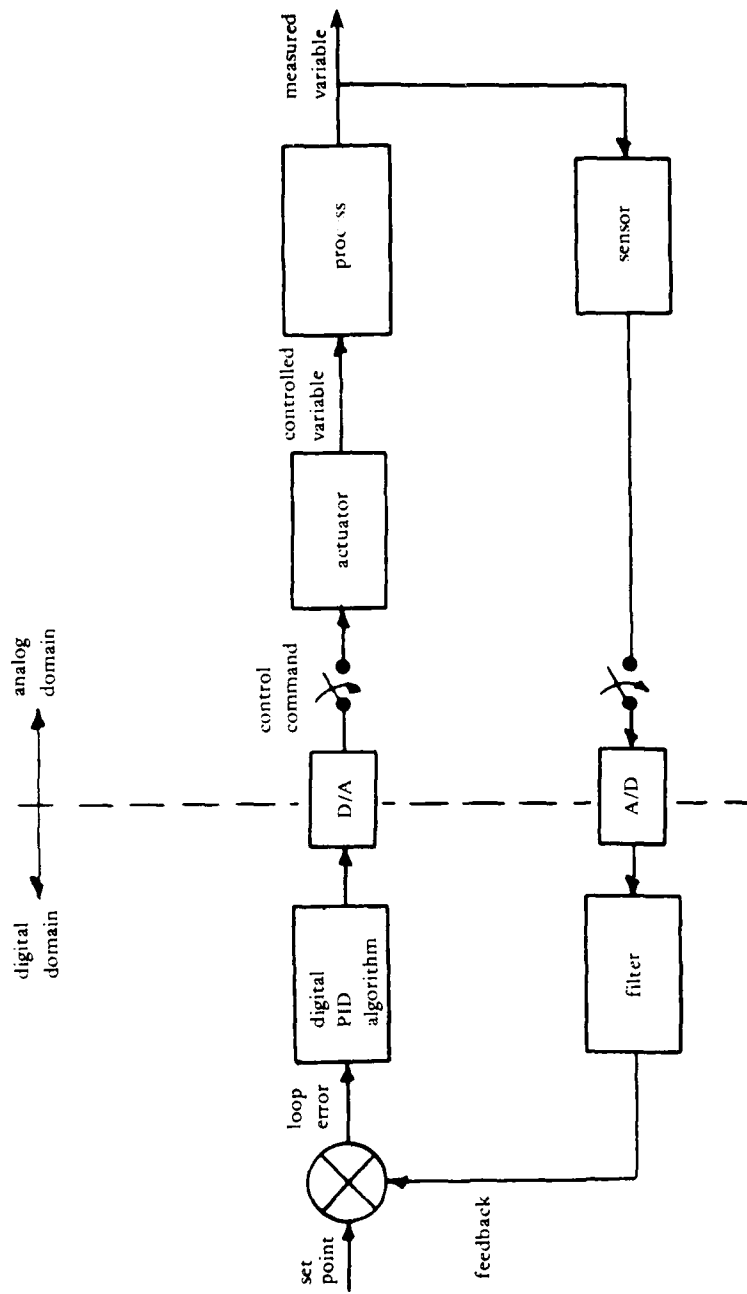 digital
domain
analog
domain
set
point
loop
error
digital
PID
algorithm
D/A
control
command
actuator
controlled
variable
process
measured
variable
feedback
filter
A/D
sensor